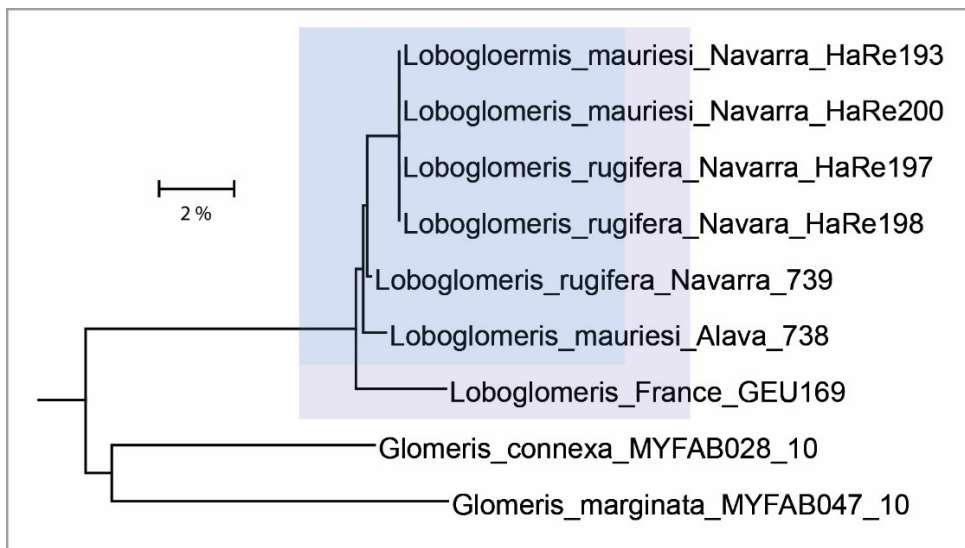 Lobogloermis_mauriesi_Navarra_HaRe193
Loboglomeris_mauriesi_Navarra_HaRe200
Loboglomeris_rugifera_Navarra_HaRe197
2 %
Loboglomeris_rugifera_Navara_HaRe198
Loboglomeris_rugifera_Navarra_739
Loboglomeris_mauriesi_Alava_738
Loboglomeris_France_GEU169
Glomeris_connexa_MYFAB028_10
Glomeris_marginata_MYFAB047_10